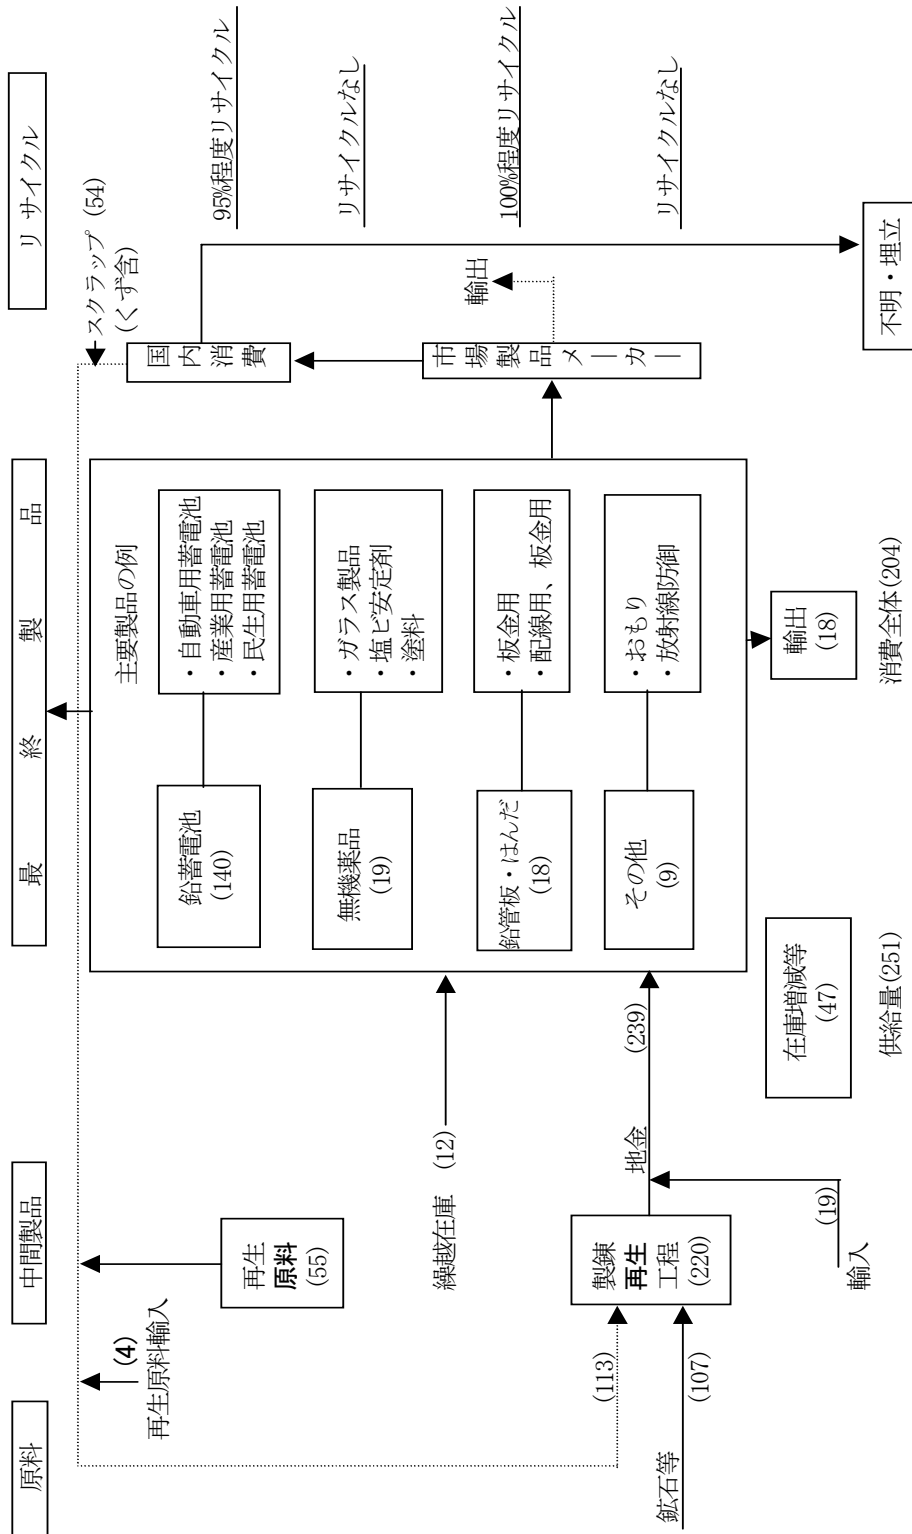 原料
中間製品
最終製品
リサイクル
(4)
再生原料輸入
再生
原料
(55)
スクラップ (54)
(くず含)
主要製品の例
鉛蓄電池
(140)
・自動車用蓄電池
・産業用蓄電池
・民生用蓄電池
国内消費
95%程度リサイクル
無機薬品
(19)
・ガラス製品
・塩ビ安定剤
・塗料
リサイクルなし
繰越在庫 (12)
鉛管板・はんだ
(18)
・板金用
・配線用、板金用
市場製品メーカー
輸出
100%程度リサイクル
(113)
鉱石等
(107)
製錬
再生
工程
(220)
地金
(239)
その他
(9)
・おもり
・放射線防御
リサイクルなし
(19)
輸入
在庫増減等
(47)
輸出
(18)
不明・埋立
供給量(251)
消費全体(204)